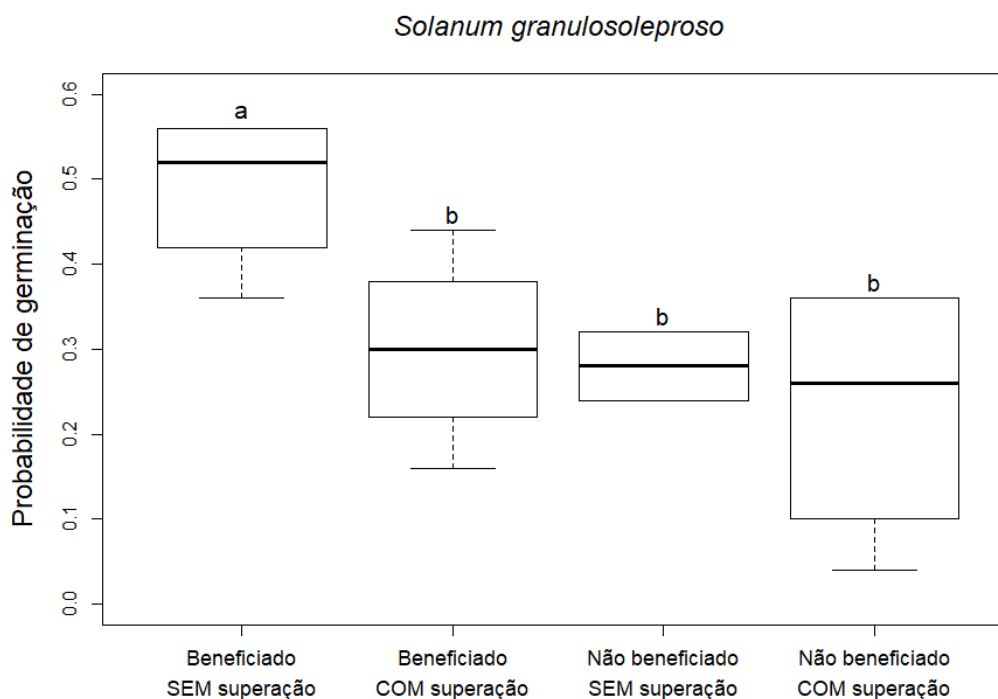 Solanum granulosoleproso
Probabilidade de germinação
0.6
0.5
0.4
0.3
0.2
0.1
0.0
a
b
b
b
Beneficiado
SEM superação
Beneficiado
COM superação
Não beneficiado
SEM superação
Não beneficiado
COM superação